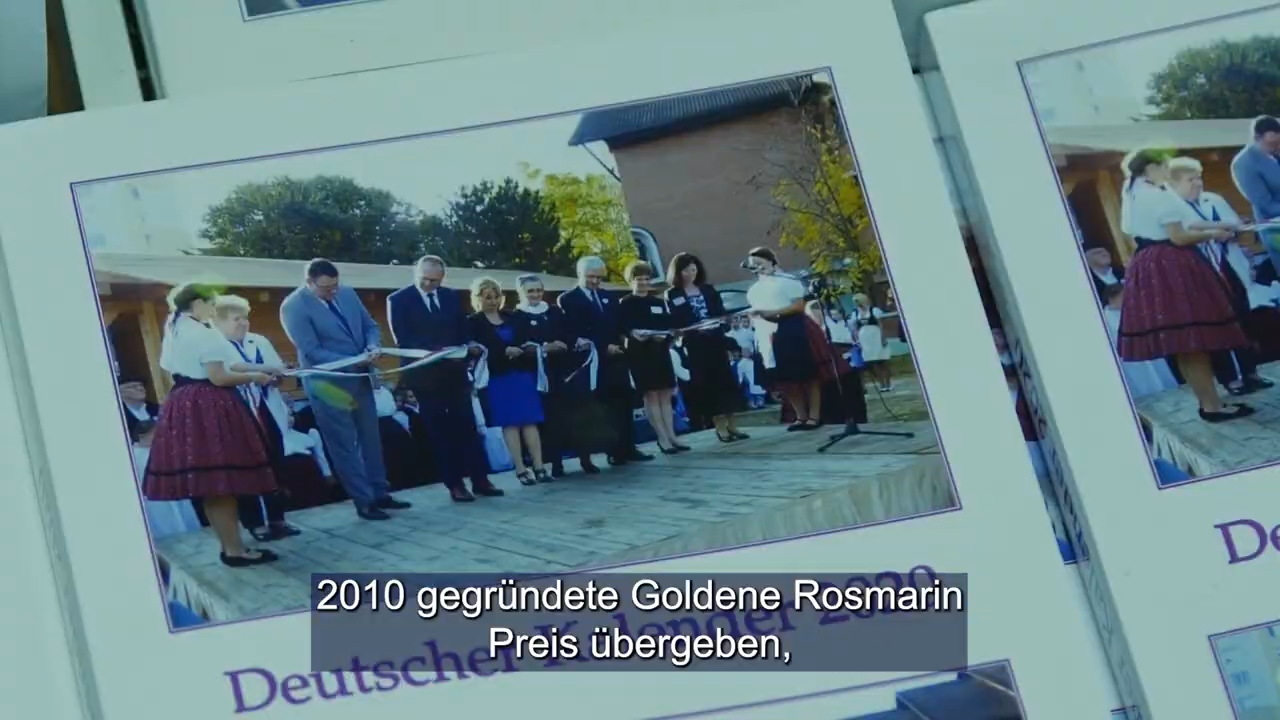 Deutscher Kalender 2020
De
2010 gegründete Goldene Rosmarin
Preis übergeben,